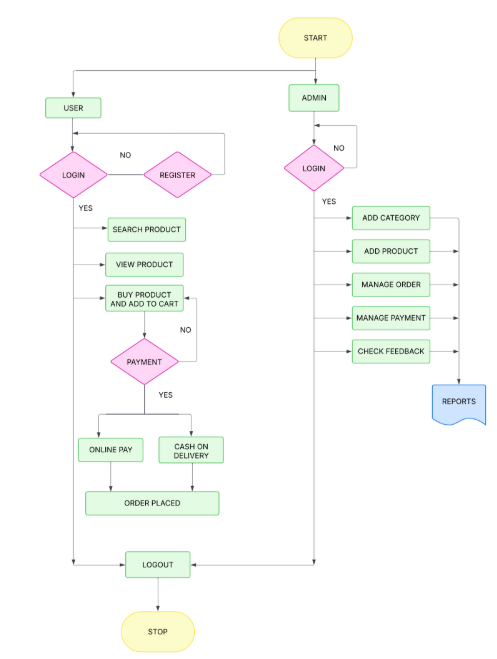 START
USER
ADMIN
NO
NO
LOGIN
REGISTER
LOGIN
YES
YES
SEARCH PRODUCT
ADD CATEGORY
VIEW PRODUCT
ADD PRODUCT
BUY PRODUCT
AND ADD TO CART
MANAGE ORDER
NO
MANAGE PAYMENT
PAYMENT
CHECK FEEDBACK
YES
REPORTS
ONLINE PAY
CASH ON
DELIVERY
ORDER PLACED
LOGOUT
STOP